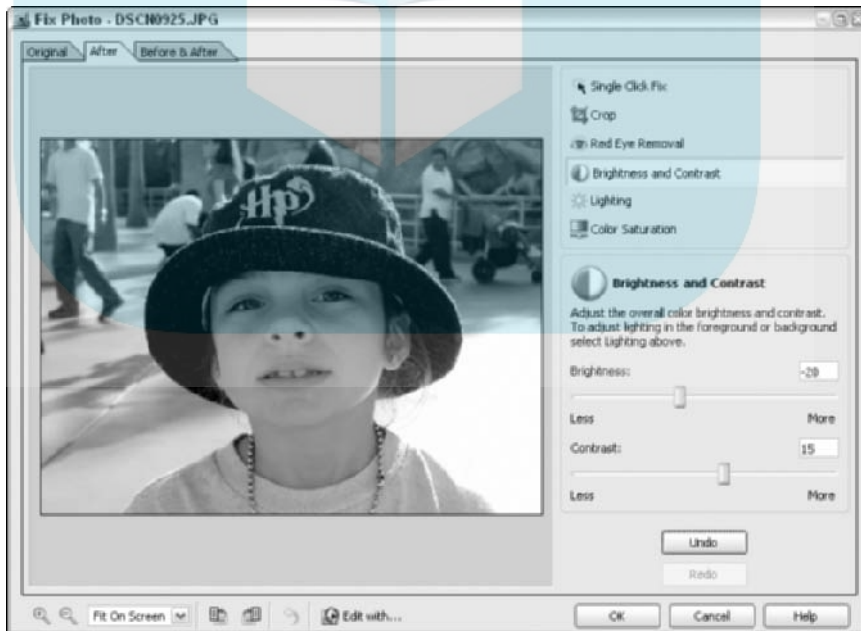 Fix Photo - DSCN0925.JPG
Original After Before & After
Single Click Fix
Crop
Red Eye Removal
Brightness and Contrast
Lighting
Color Saturation
Hp
Brightness and Contrast
Adjust the overall color brightness and contrast.
To adjust lighting in the foreground or background
select Lighting above.
Brightness: -20
Less More
Contrast: 15
Less More
Undo
Redo
Fit On Screen Edit with... OK Cancel Help